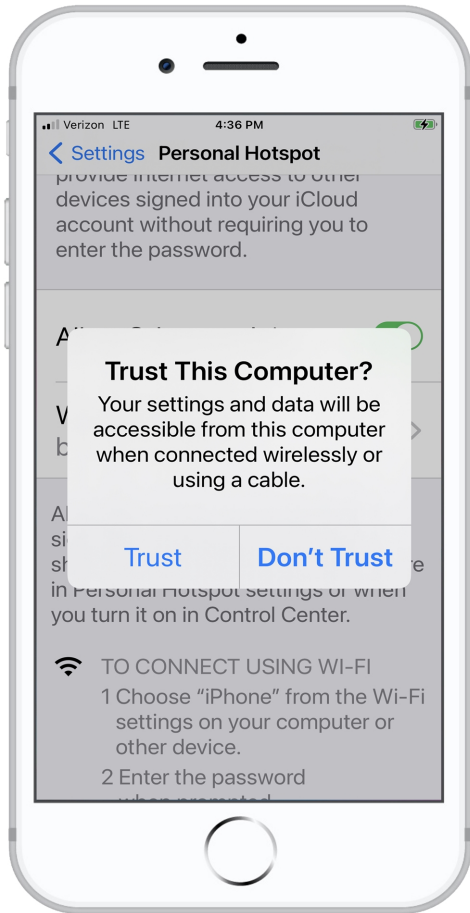 Verizon LTE 4:36 PM
Settings Personal Hotspot
provide Internet access to other
devices signed into your iCloud
account without requiring you to
enter the password.
Trust This Computer?
Your settings and data will be
accessible from this computer
when connected wirelessly or
using a cable.
Trust Don’t Trust
in Personal Hotspot settings or when
you turn it on in Control Center.
TO CONNECT USING WI-FI
1 Choose “iPhone” from the Wi-Fi
settings on your computer or
other device.
2 Enter the password
when prompted